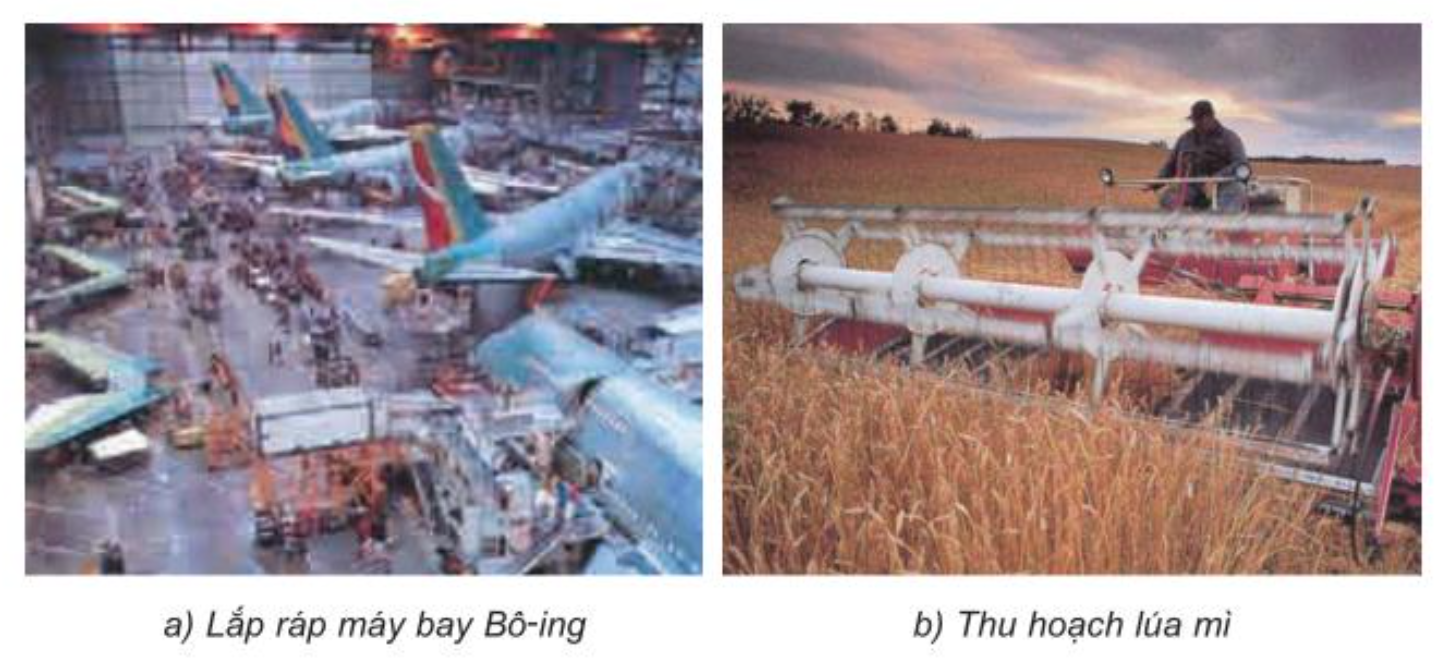 a) Lắp ráp máy bay Bô-ing
b) Thu hoạch lúa mì